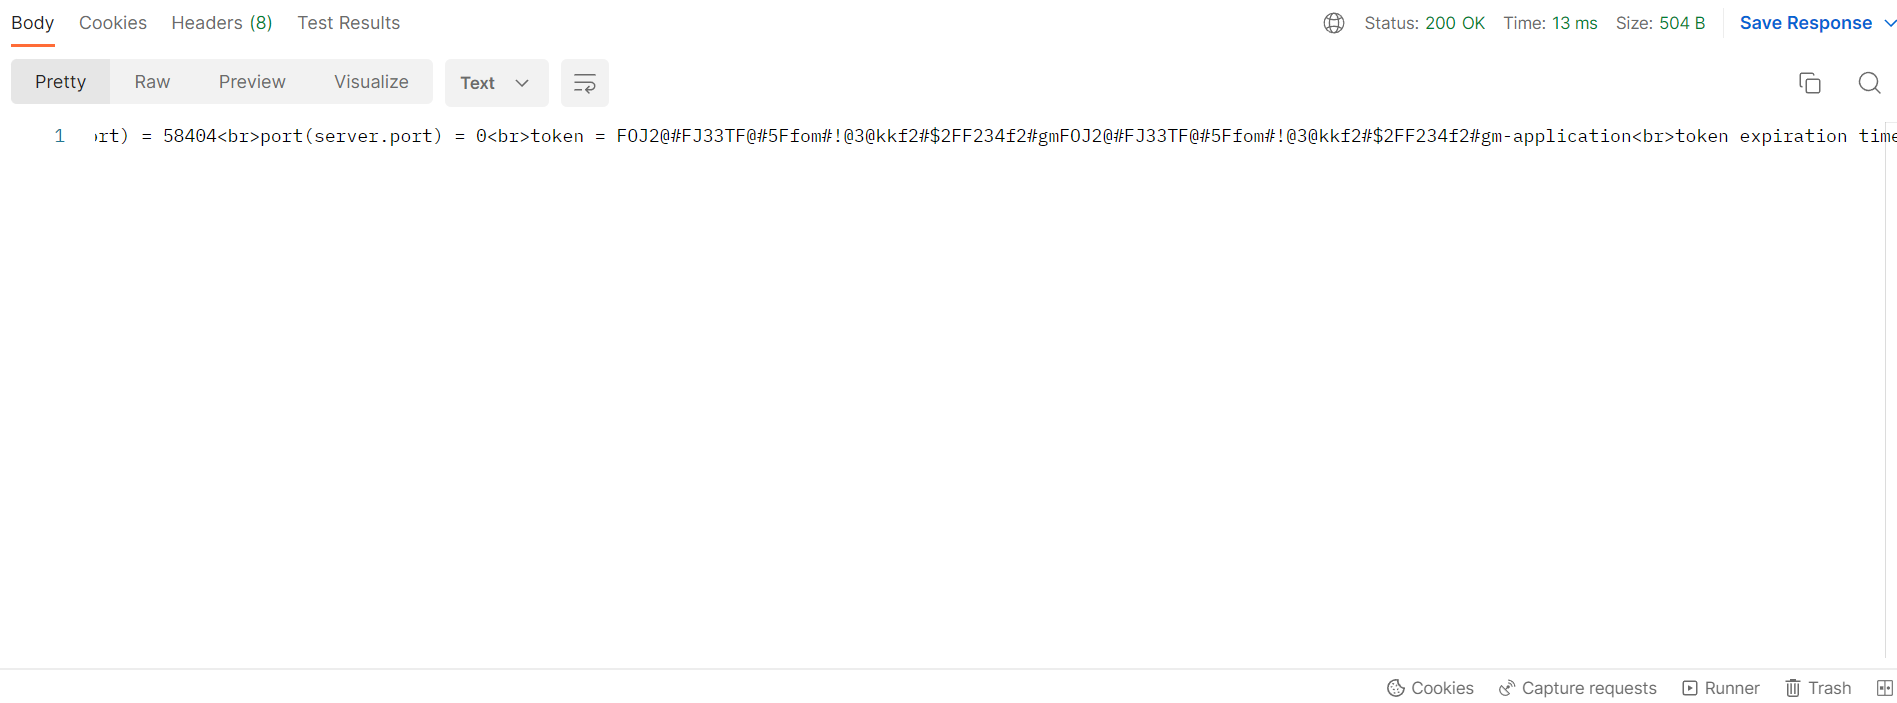 Body Cookies Headers (8) Test Results Status: 200 OK Time: 13 ms Size: 504 B Save Response
Pretty Raw Preview Visualize Text
1 ort) = 58404<br>port(server.port) = 0<br>token = FOJ2@#FJ33TF@#5Ffom#!@3@kkf2#$2FF234f2#gmFOJ2@#FJ33TF@#5Ffom#!@3@kkf2#$2FF234f2#gm-application<br>token expiration time
Cookies Capture requests Runner Trash